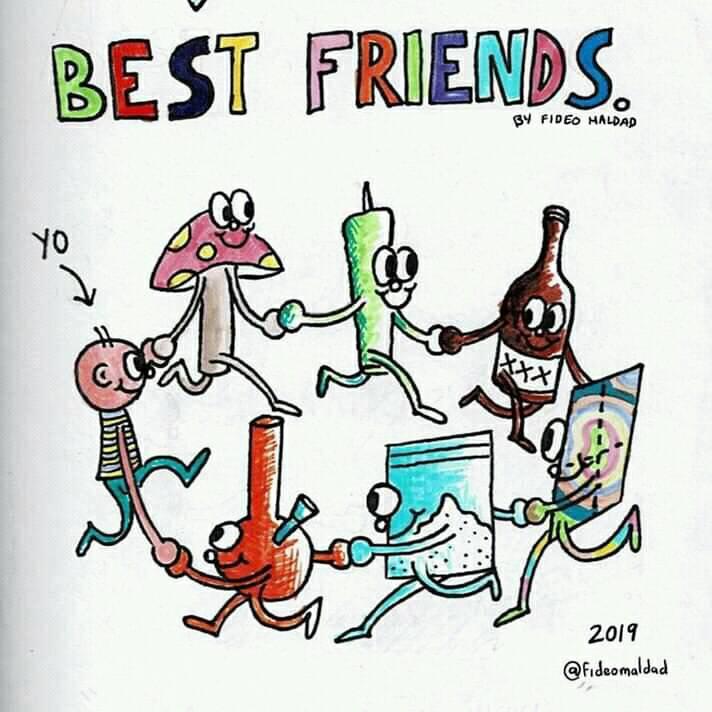 BEST FRIENDS.
BY FIDEO MALDAD
YO
XXX
2019
@fideomaldad